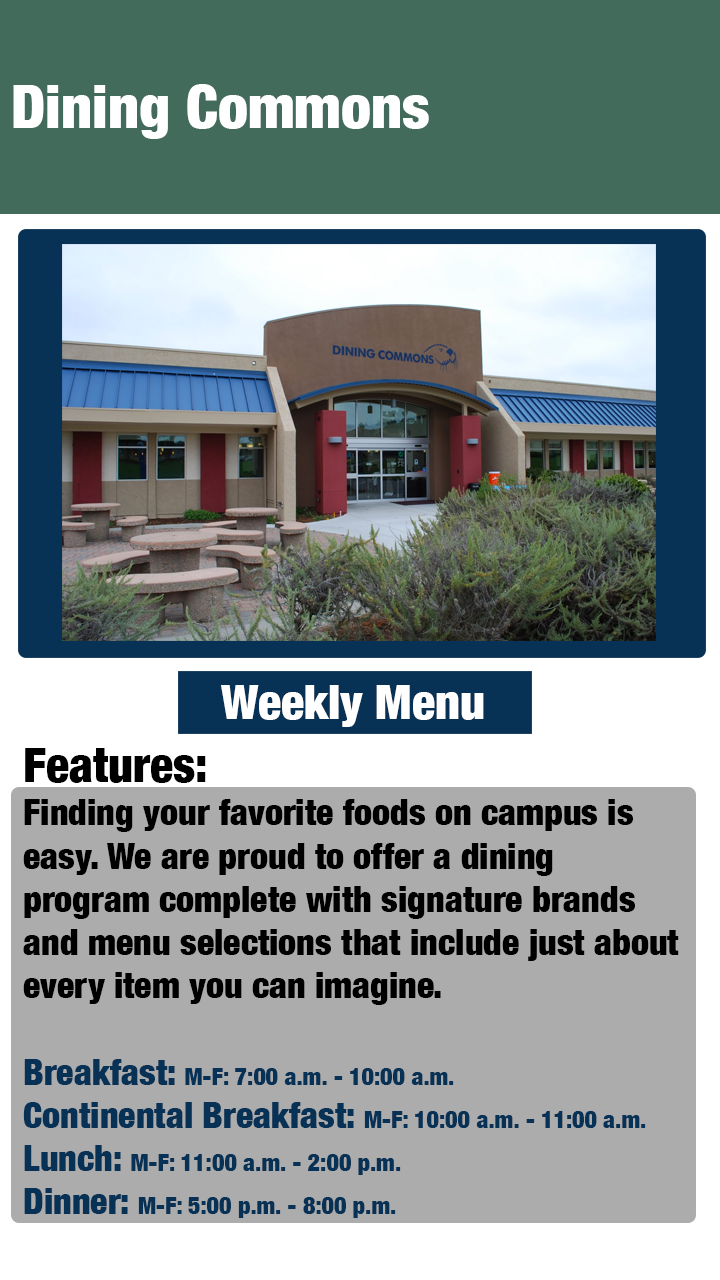 Dining Commons
DINING COMMONS
Weekly Menu
Features:
Finding your favorite foods on campus is
easy. We are proud to offer a dining
program complete with signature brands
and menu selections that include just about
every item you can imagine.
Breakfast: M-F: 7:00 a.m. - 10:00 a.m.
Continental Breakfast: M-F: 10:00 a.m. - 11:00 a.m.
Lunch: M-F: 11:00 a.m. - 2:00 p.m.
Dinner: M-F: 5:00 p.m. - 8:00 p.m.